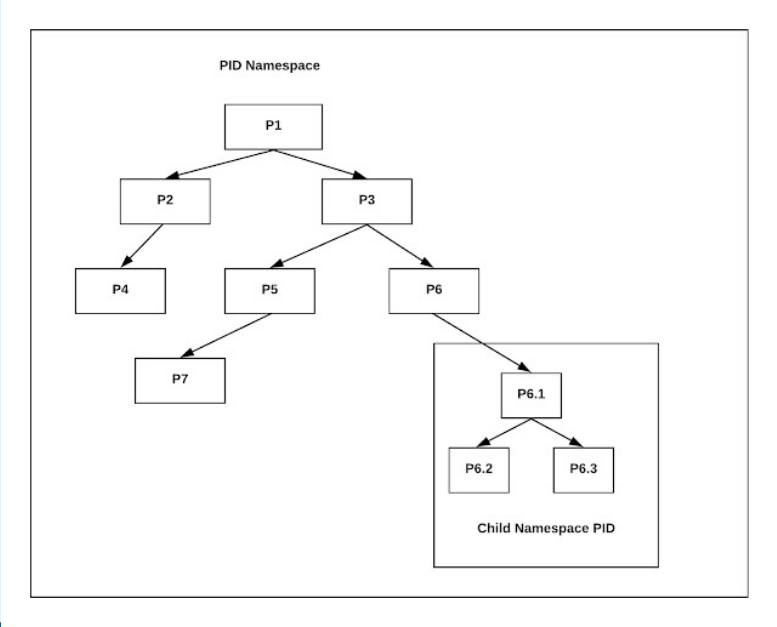 PID Namespace
P1
P2
P3
P4
P5
P6
P7
P6.1
P6.2
P6.3
Child Namespace PID